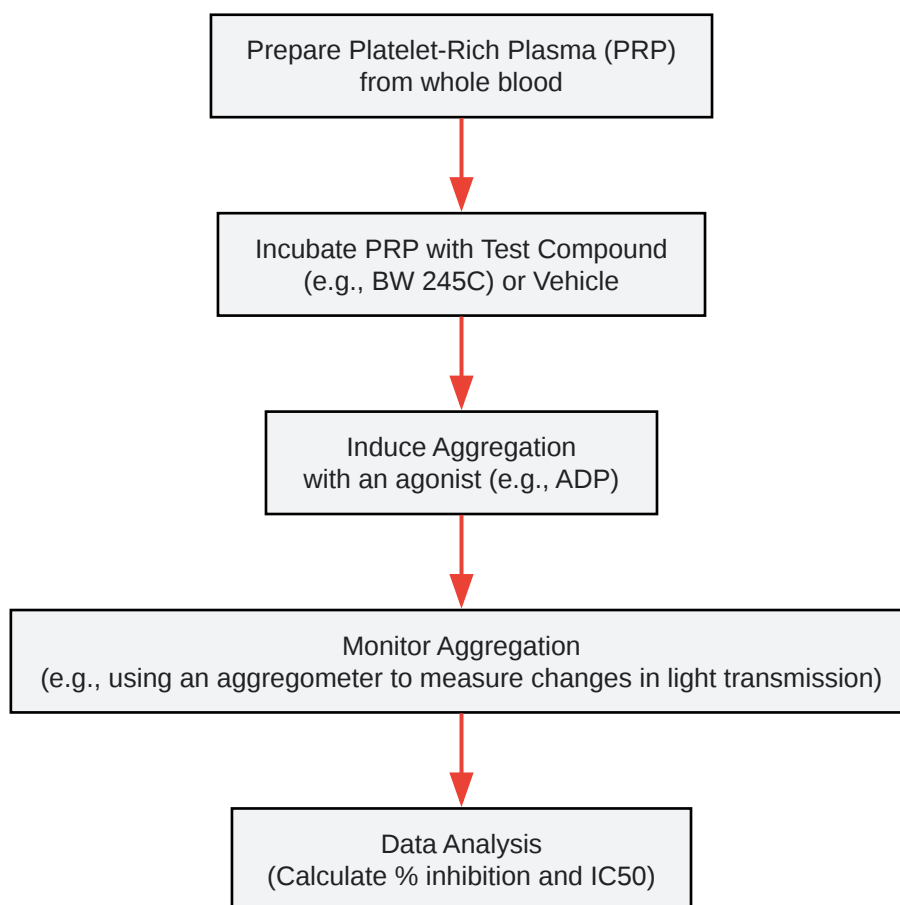 Prepare Platelet-Rich Plasma (PRP)
from whole blood
Incubate PRP with Test Compound
(e.g., BW 245C) or Vehicle
Induce Aggregation
with an agonist (e.g., ADP)
Monitor Aggregation
(e.g., using an aggregometer to measure changes in light transmission)
Data Analysis
(Calculate % inhibition and IC50)